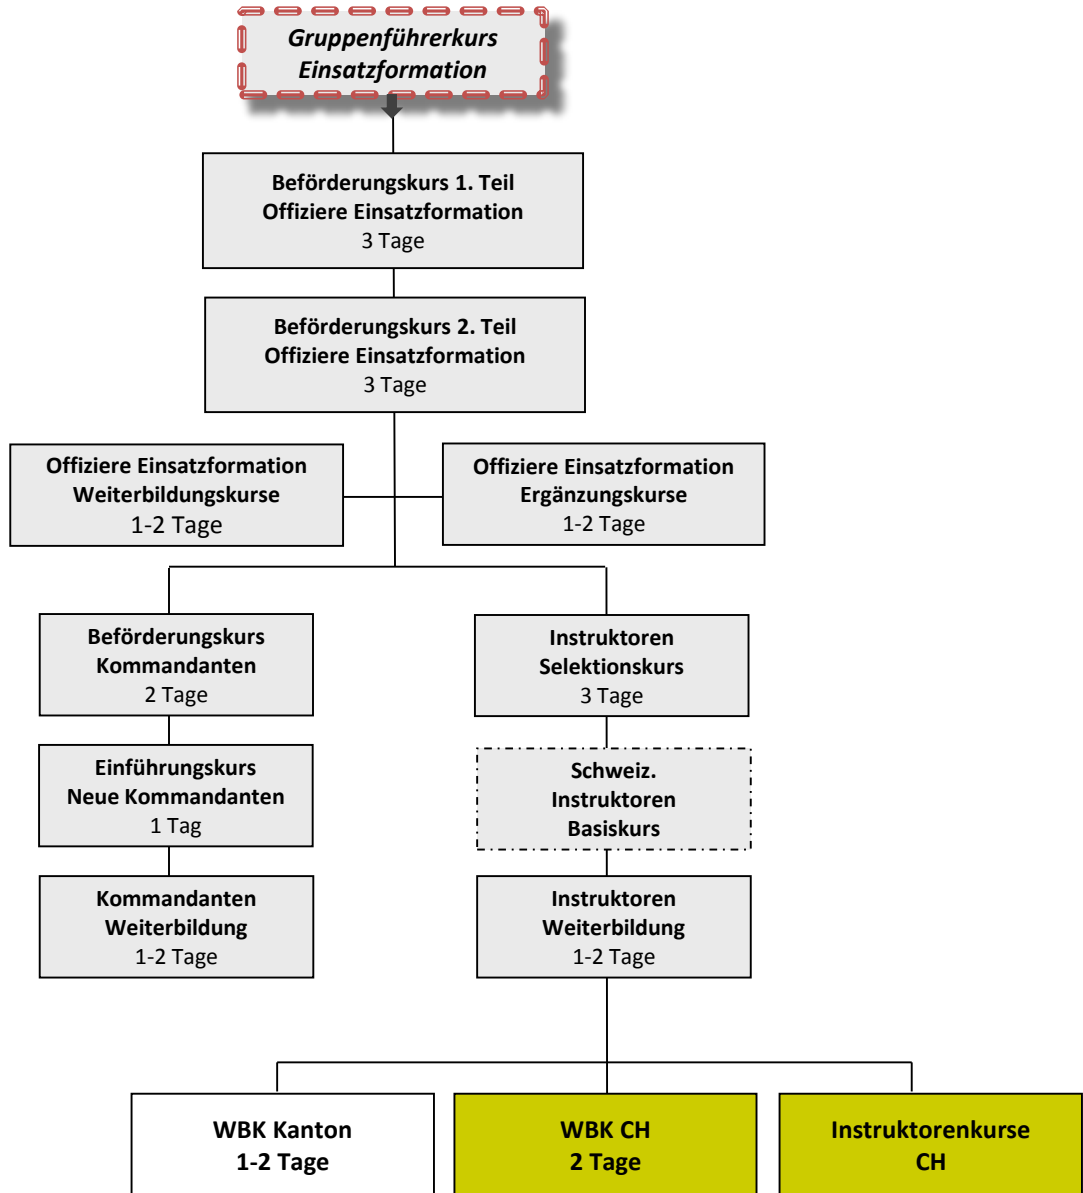 Gruppenführerkurs
Einsatzformation
Beförderungskurs 1. Teil
Offiziere Einsatzformation
3 Tage
Beförderungskurs 2. Teil
Offiziere Einsatzformation
3 Tage
Offiziere Einsatzformation
Weiterbildungskurse
1-2 Tage
Offiziere Einsatzformation
Ergänzungskurse
1-2 Tage
Beförderungskurs
Kommandanten
2 Tage
Instruktoren
Selektionskurs
3 Tage
Einführungskurs
Neue Kommandanten
1 Tag
Schweiz.
Instruktoren
Basiskurs
Kommandanten
Weiterbildung
1-2 Tage
Instruktoren
Weiterbildung
1-2 Tage
WBK Kanton
1-2 Tage
WBK CH
2 Tage
Instruktorenkurse
CH